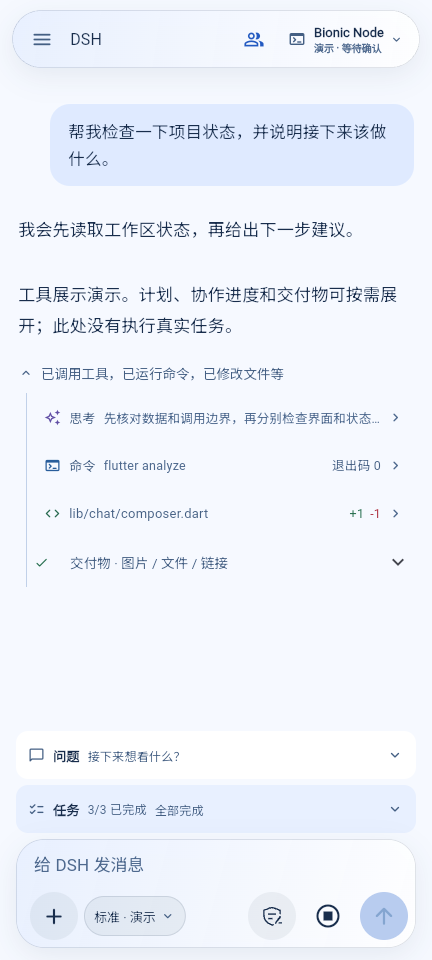 DSH
Bionic Node
演示 · 等待确认
帮我检查一下项目状态，并说明接下来该做
什么。
我会先读取工作区状态，再给出下一步建议。
工具展示演示。计划、协作进度和交付物可按需展
开；此处没有执行真实任务。
已调用工具，已运行命令，已修改文件等
思考 先核对数据和调用边界，再分别检查界面和状态…
命令 flutter analyze 退出码 0
lib/chat/composer.dart +1 -1
交付物 · 图片 / 文件 / 链接
问题 接下来想看什么？
任务 3/3 已完成 全部完成
给 DSH 发消息
标准 · 演示